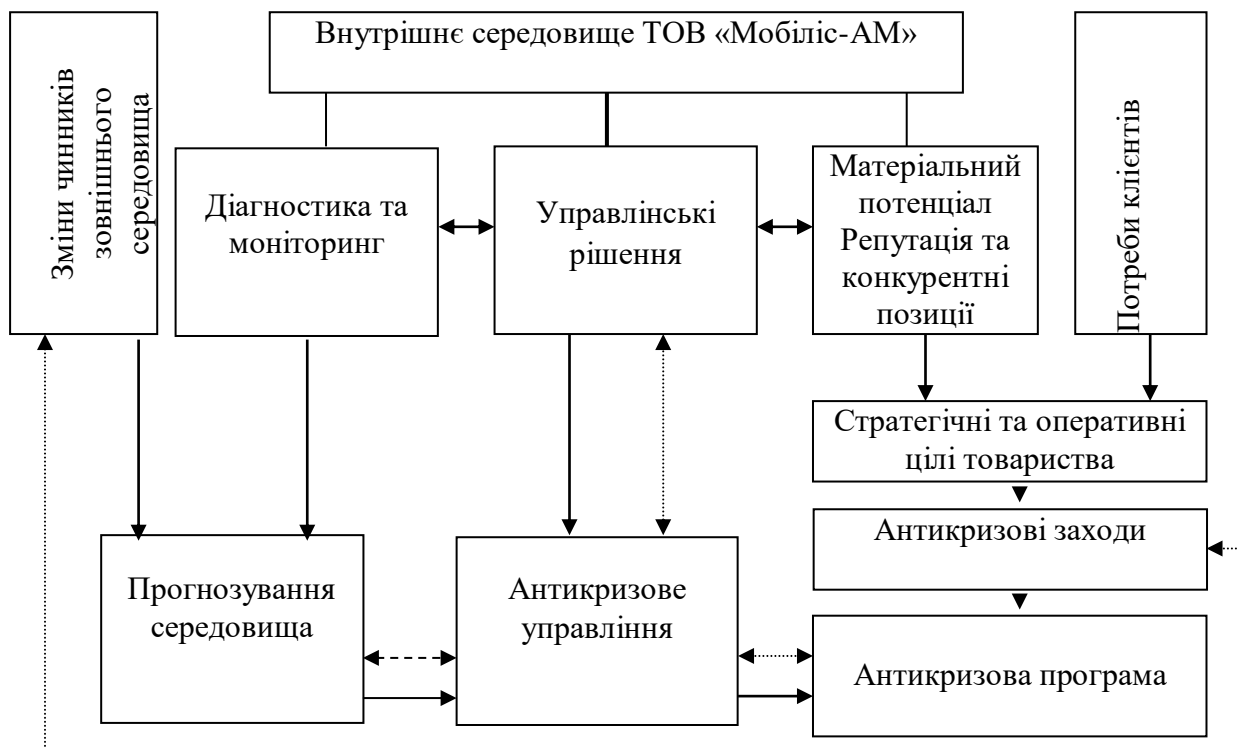 Внутрішнє середовище ТОВ «Мобіліс-АМ»
Зміни чинників
зовнішнього
середовища
Діагностика та
моніторинг
Управлінські
рішення
Матеріальний
потенціал
Репутація та
конкурентні
позиції
Потреби клієнтів
Стратегічні та оперативні
цілі товариства
Антикризові заходи
Прогнозування
середовища
Антикризове
управління
Антикризова програма